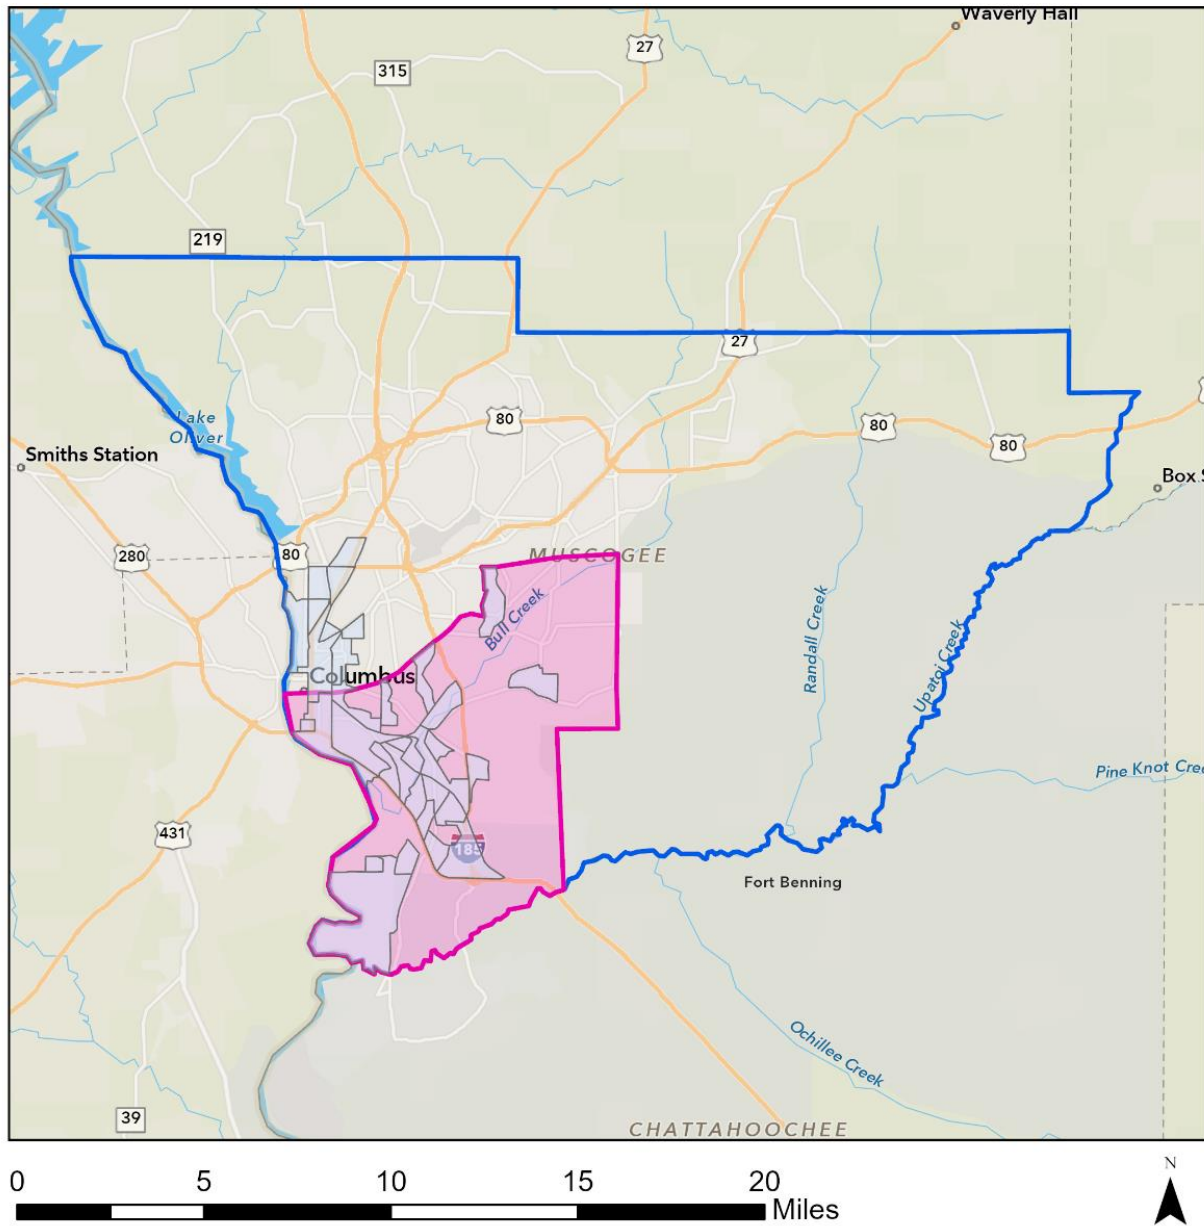 Waverly Hall
27
315
219
27
Lake
Oliver
80
80
80
Smiths Station
Box S
280
80
MUSCOGEE
Bull Creek
Randall Creek
Upatoi Creek
Columbus
Pine Knot Cree
431
185
Fort Benning
Ochillee Creek
39
CHATTAHOOCHEE
N
0 5 10 15 20
Miles